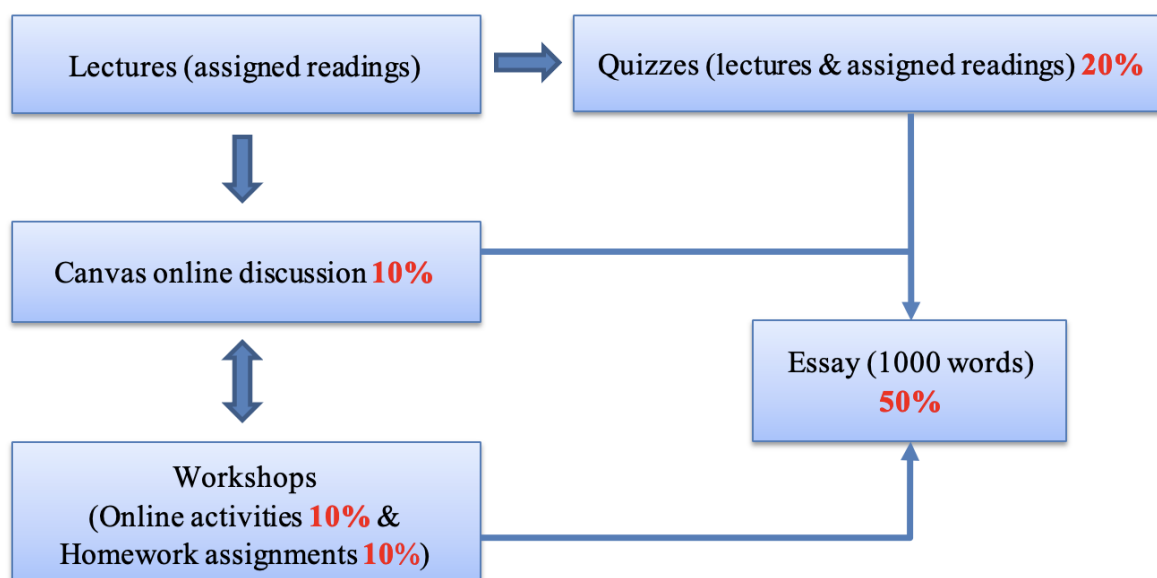 Lectures (assigned readings)
Quizzes (lectures & assigned readings) 20%
Canvas online discussion 10%
Essay (1000 words)
50%
Workshops
(Online activities 10% &
Homework assignments 10%)